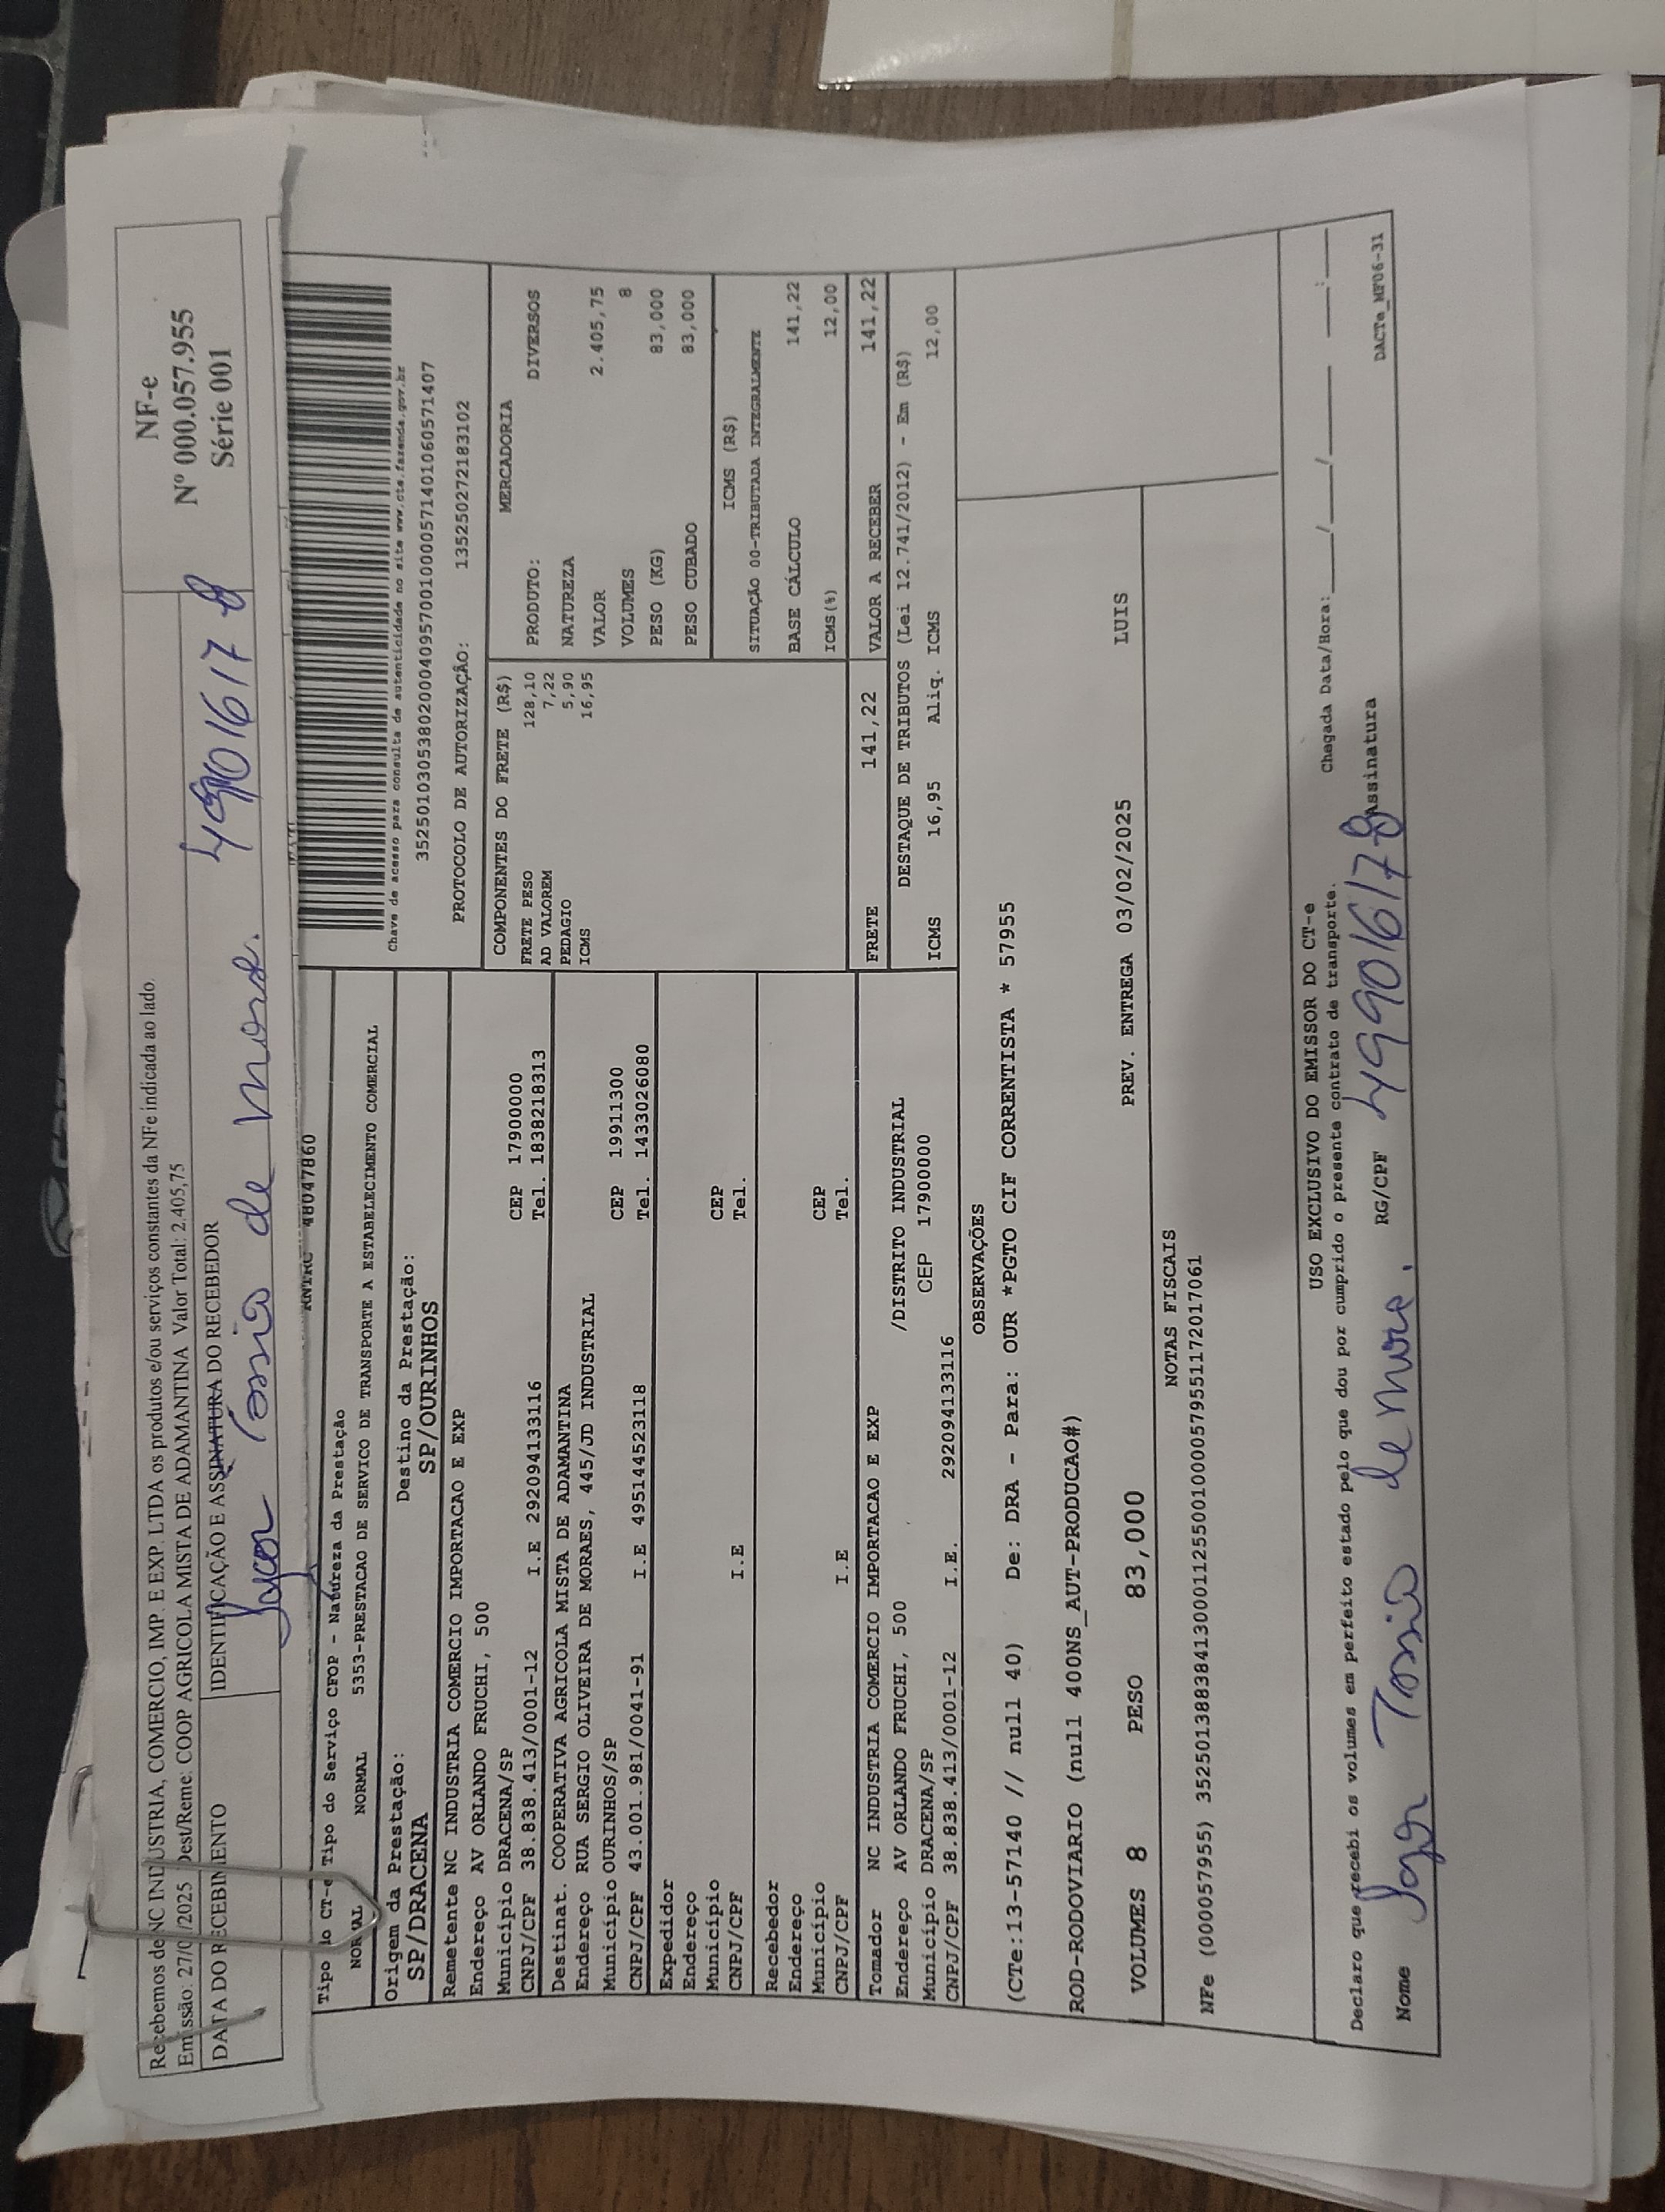 Recebemos de NC INDUSTRIA, COMERCIO, IMP. E EXP. LTDA os produtos e/ou serviços constantes da NFe indicada ao lado.
Emissão: 27/0 /2025 Dest/Reme: COOP AGRICOLA MISTA DE ADAMANTINA Valor Total: 2.405,75
DATA DO RECEBIMENTO
IDENTIFICAÇÃO E ASSINATURA DO RECEBEDOR
de 49901617 8
NF-e
Nº 000.057.955
Série 001
48047860
Tipo do CT-e Tipo do Serviço CFOP - Natureza da Prestação
NORMAL NORMAL 5353-PRESTACAO DE SERVICO DE TRANSPORTE A ESTABELECIMENTO COMERCIAL
Origem da Prestação: Destino da Prestação:
SP/DRACENA SP/OURINHOS
Remetente NC INDUSTRIA COMERCIO IMPORTACAO E EXP
Endereço AV ORLANDO FRUCHI, 500
Município DRACENA/SP CEP 17900000
CNPJ/CPF 38.838.413/0001-12 I.E 292094133116 Tel. 1838218313
Destinat. COOPERATIVA AGRICOLA MISTA DE ADAMANTINA
Endereço RUA SERGIO OLIVEIRA DE MORAES, 445/JD INDUSTRIAL
Município OURINHOS/SP CEP 19911300
CNPJ/CPF 43.001.981/0041-91 I.E 495144523118 Tel. 1433026080
Expedidor
Endereço
Município CEP
CNPJ/CPF I.E Tel.
Recebedor
Endereço
Município CEP
CNPJ/CPF I.E Tel.
Tomador NC INDUSTRIA COMERCIO IMPORTACAO E EXP
Endereço AV ORLANDO FRUCHI, 500 /DISTRITO INDUSTRIAL
Município DRACENA/SP CEP 17900000
CNPJ/CPF 38.838.413/0001-12 I.E. 292094133116
Chave de acesso para consulta de autenticidade no site www.cte.fazenda.gov.br
35250103053802000409570010000571401060571407
PROTOCOLO DE AUTORIZAÇÃO: 135250272183102
COMPONENTES DO FRETE (R$)
FRETE PESO 128,10
AD VALOREM 7,22
PEDAGIO 5,90
ICMS 16,95
MERCADORIA
PRODUTO: DIVERSOS
NATUREZA
VALOR 2.405,75
VOLUMES 8
PESO (KG) 83,000
PESO CUBADO 83,000
ICMS (R$)
SITUAÇÃO 00-TRIBUTADA INTEGRALMENTE
BASE CÁLCULO 141,22
ICMS(%) 12,00
FRETE 141,22 VALOR A RECEBER 141,22
DESTAQUE DE TRIBUTOS (Lei 12.741/2012) - Em (R$)
ICMS 16,95 Aliq. ICMS 12,00
OBSERVAÇÕES
(CTe:13-57140 // null 40) De: DRA - Para: OUR *PGTO CIF CORRENTISTA * 57955
ROD-RODOVIARIO (null 400NS_AUT-PRODUCAO#)
VOLUMES 8 PESO 83,000 PREV. ENTREGA 03/02/2025 LUIS
NOTAS FISCAIS
NFe (000057955) 35250138838413000112550010000579551172017061
USO EXCLUSIVO DO EMISSOR DO CT-e
Declaro que recebi os volumes em perfeito estado pelo que dou por cumprido o presente contrato de transporte. Chegada Data/Hora: ___/___/___ ___:___
Nome de RG/CPF 49901617 8 Assinatura
DACTe_MF06-31